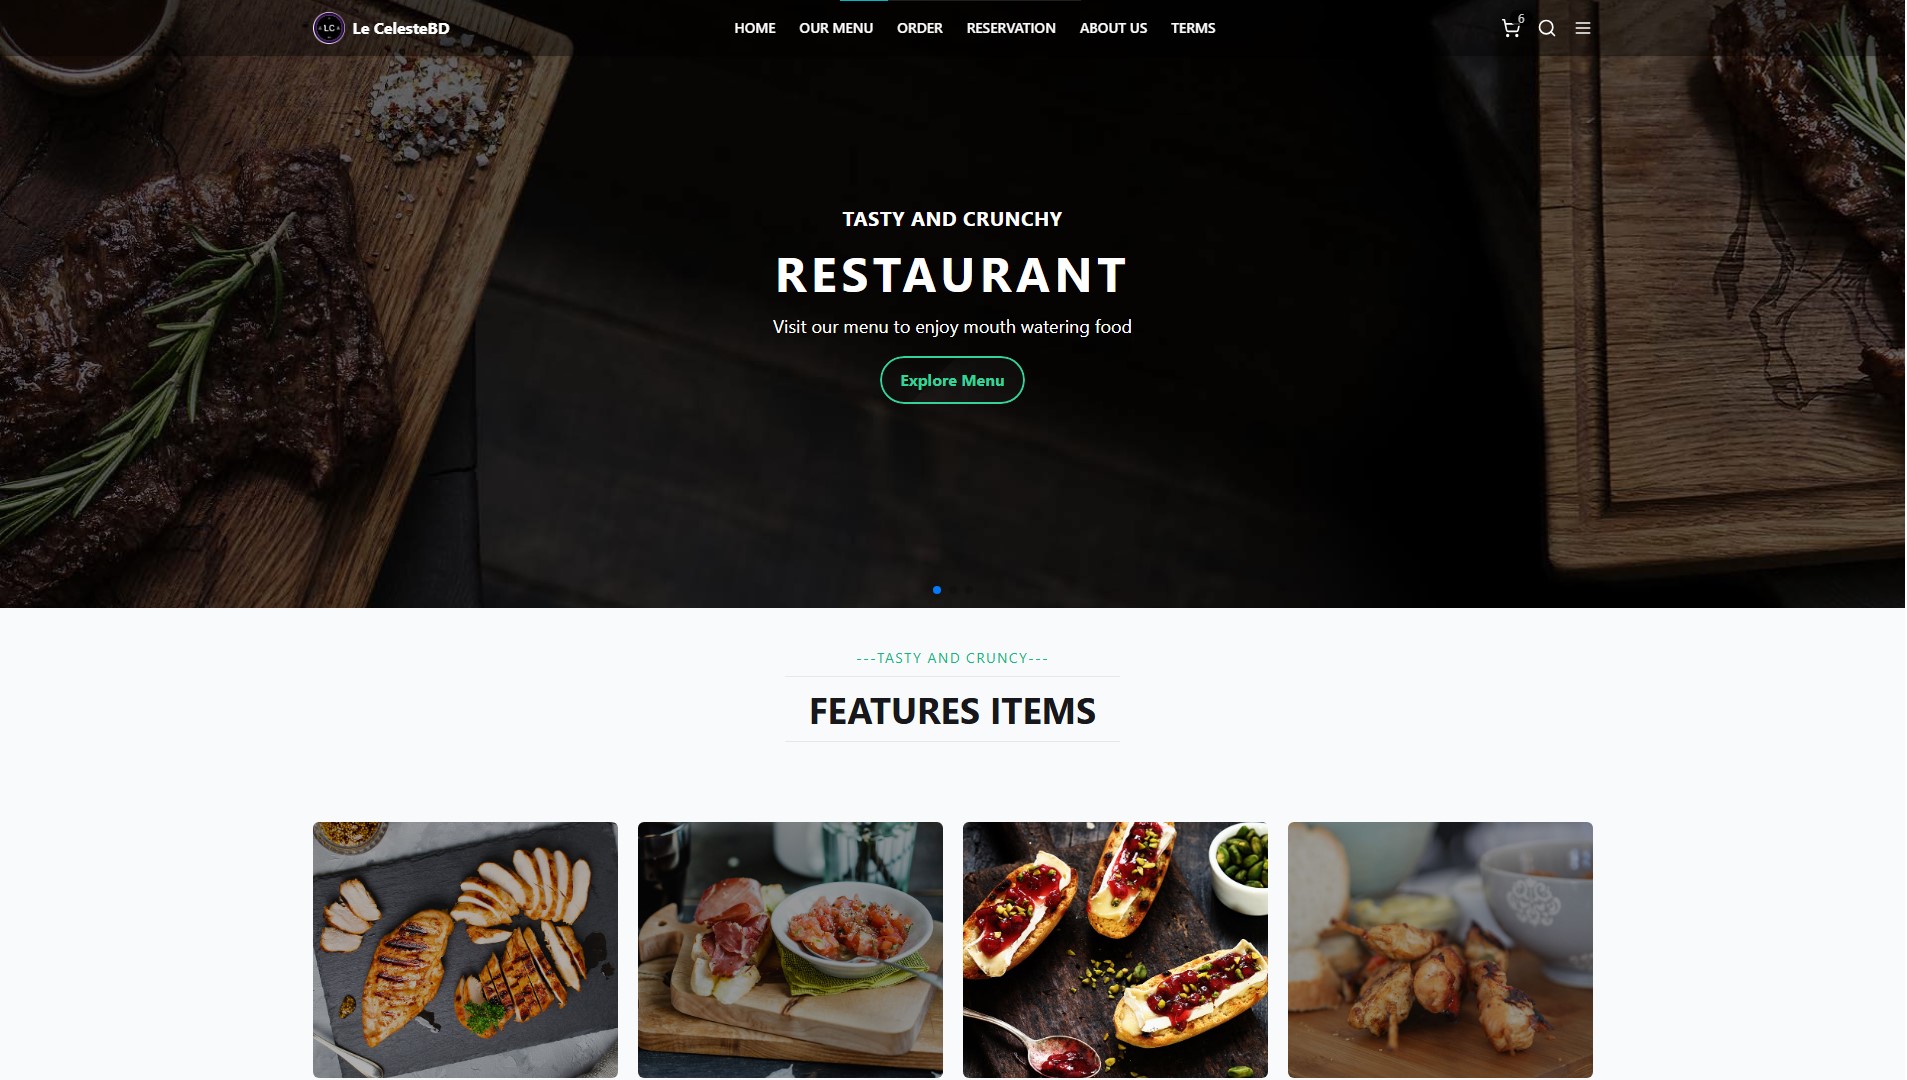 LC
Le CelesteBD
HOME OUR MENU ORDER RESERVATION ABOUT US TERMS
6
TASTY AND CRUNCHY
RESTAURANT
Visit our menu to enjoy mouth watering food
Explore Menu
---TASTY AND CRUNCY---
FEATURES ITEMS